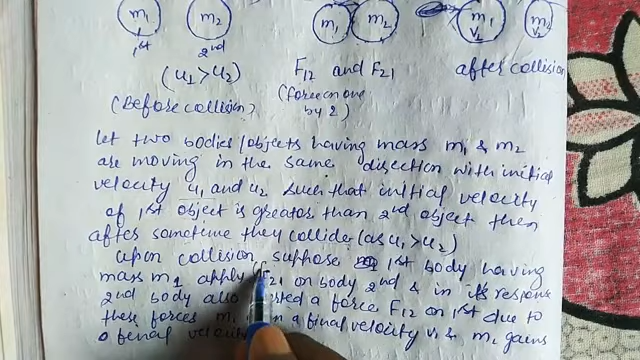 m1 m2 m1 m2 m1 m2
v1 v2
1st 2nd
(u1 > u2) F12 and F21 after collision
(Before collision) (force on one
by 2)
let two bodies/objects having mass m1 & m2
are moving in the same direction with initial
velocity u1 and u2 such that initial velocity
of 1st object is greater than 2nd object then
after sometime they collide (as u1 > u2)
upon collision suppose 1st body having
mass m1 apply F21 on body 2nd & in its response
2nd body also a force F12 on 1st due to
these forces m1 a final velocity v1 & m2 gains
a final